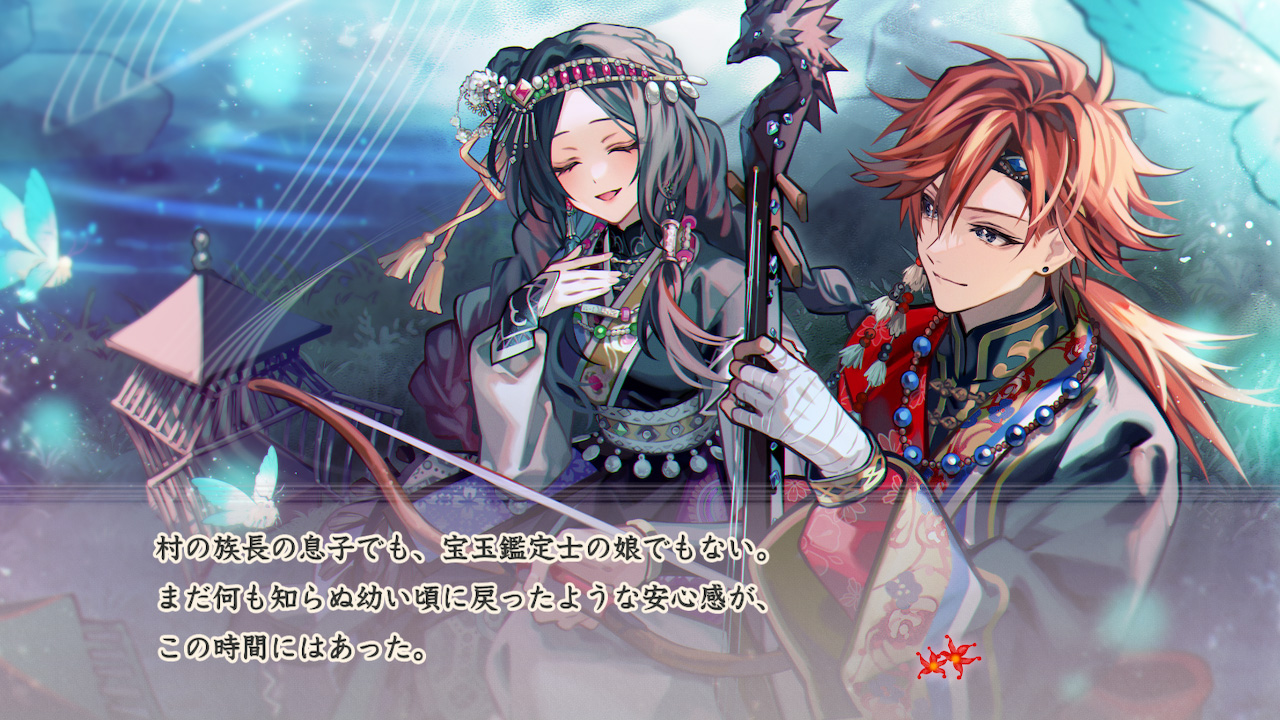 村の族長の息子でも、宝玉鑑定士の娘でもない。
まだ何も知らぬ幼い頃に戻ったような安心感が、
この時間にはあった。